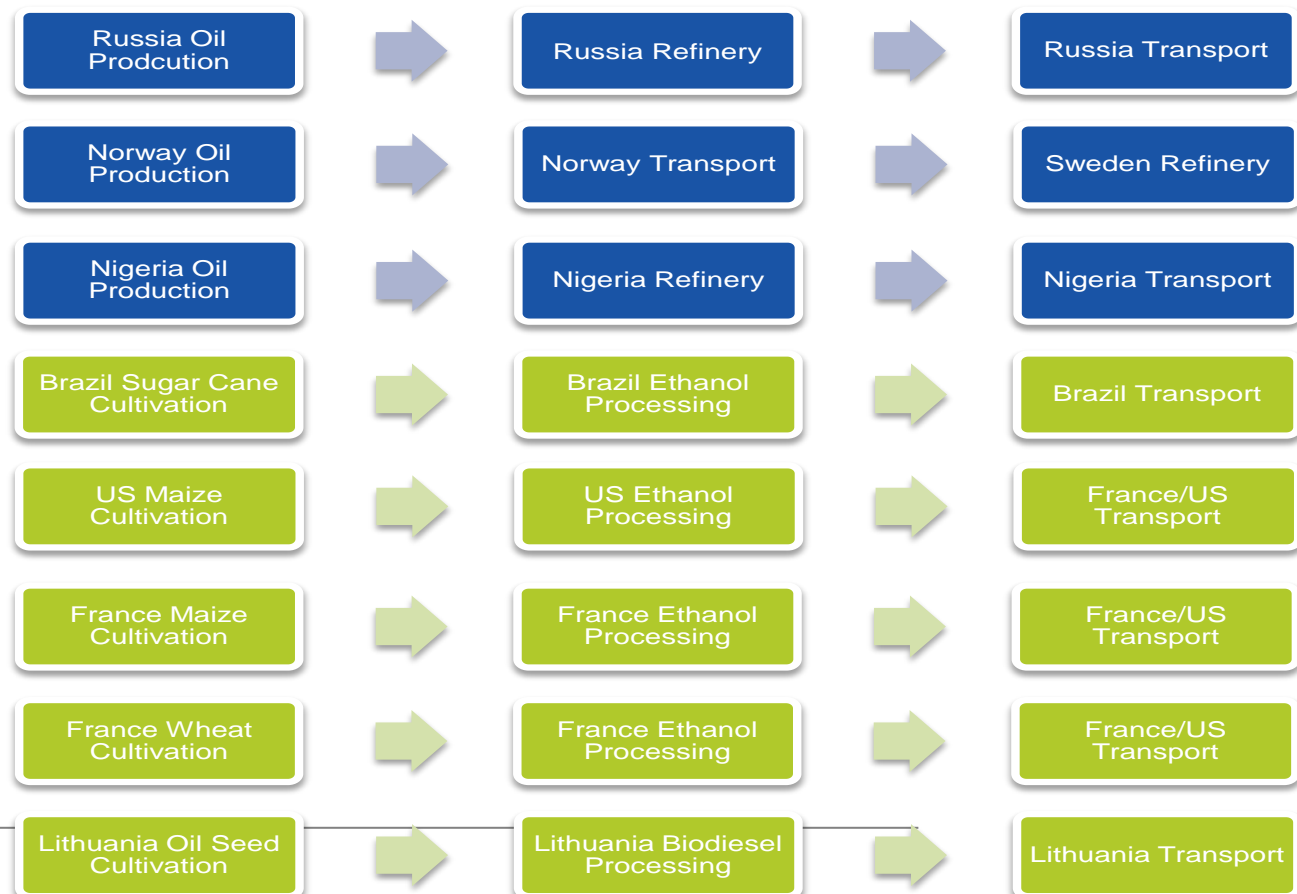 Russia Oil
Prodcution
Russia Refinery
Russia Transport
Norway Oil
Production
Norway Transport
Sweden Refinery
Nigeria Oil
Production
Nigeria Refinery
Nigeria Transport
Brazil Sugar Cane
Cultivation
Brazil Ethanol
Processing
Brazil Transport
US Maize
Cultivation
US Ethanol
Processing
France/US
Transport
France Maize
Cultivation
France Ethanol
Processing
France/US
Transport
France Wheat
Cultivation
France Ethanol
Processing
France/US
Transport
Lithuania Oil Seed
Cultivation
Lithuania Biodiesel
Processing
Lithuania Transport